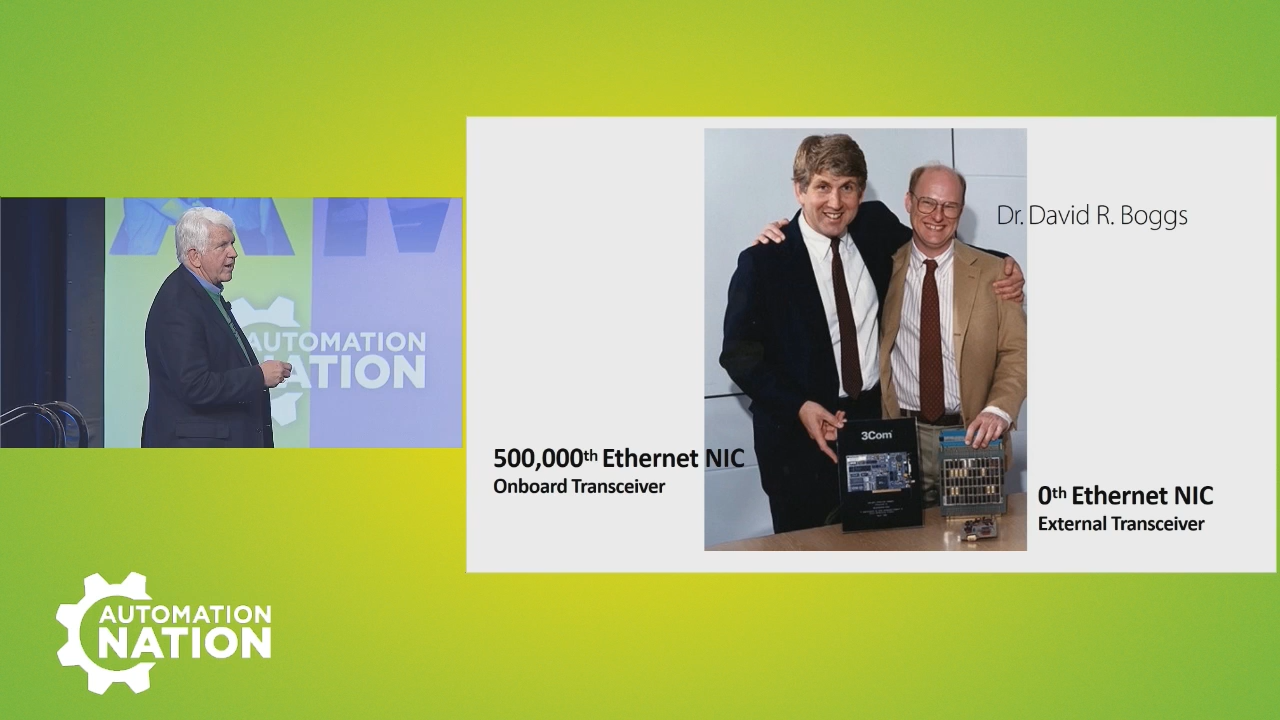 AUTOMATION
NATION
Dr. David R. Boggs
3Com
500,000th Ethernet NIC
Onboard Transceiver
0th Ethernet NIC
External Transceiver
AUTOMATION
NATION